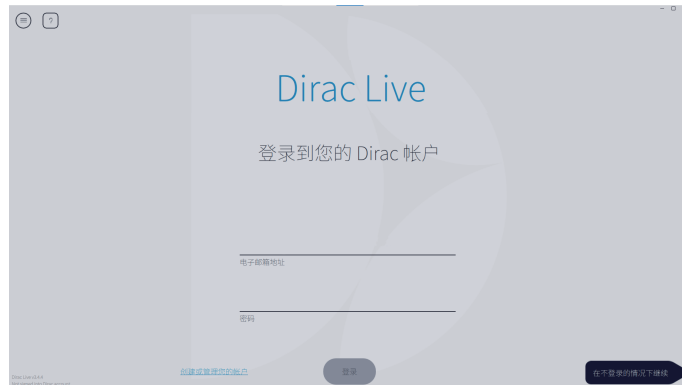 ?
Dirac Live
登录到您的 Dirac 帐户
电子邮箱地址
密码
创建或管理您的帐户
登录
在不登录的情况下继续